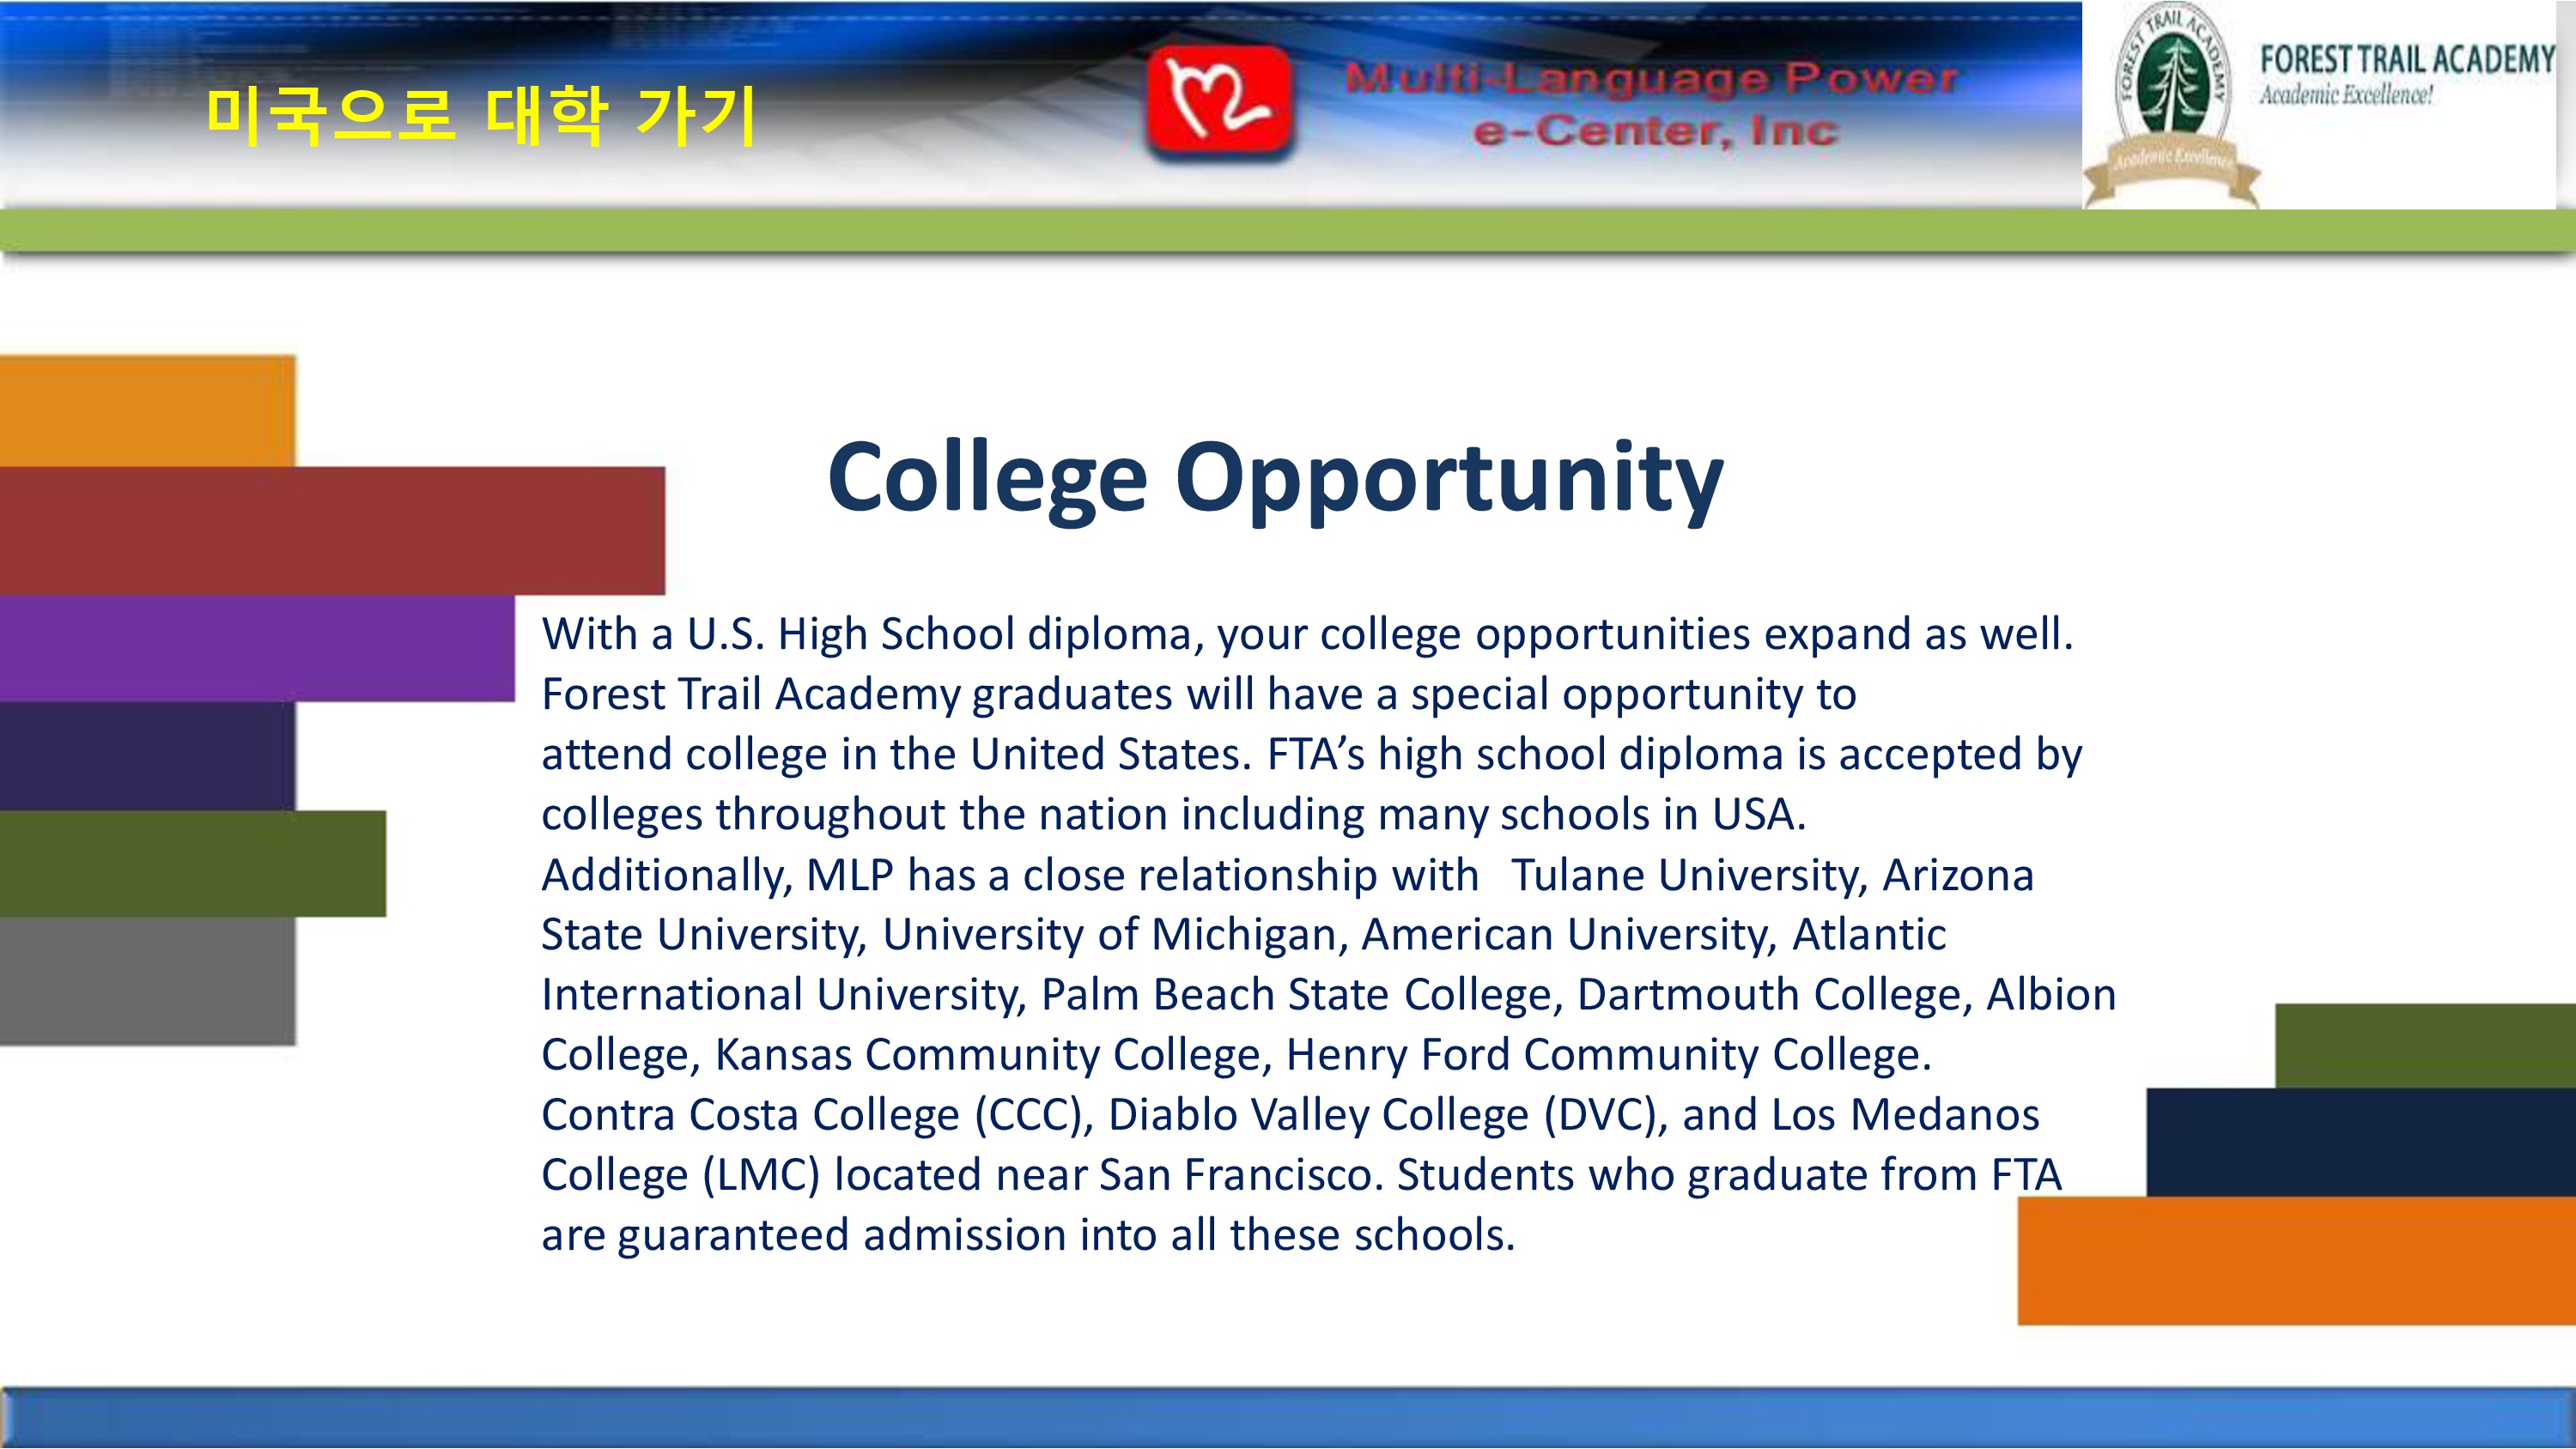 미국으로 대학 가기
Multi-Language Power
e-Center, Inc
FOREST TRAIL ACADEMY
Academic Excellence
FOREST TRAIL ACADEMY
Academic Excellence!
College Opportunity
With a U.S. High School diploma, your college opportunities expand as well.
Forest Trail Academy graduates will have a special opportunity to
attend college in the United States. FTA’s high school diploma is accepted by
colleges throughout the nation including many schools in USA.
Additionally, MLP has a close relationship with Tulane University, Arizona
State University, University of Michigan, American University, Atlantic
International University, Palm Beach State College, Dartmouth College, Albion
College, Kansas Community College, Henry Ford Community College.
Contra Costa College (CCC), Diablo Valley College (DVC), and Los Medanos
College (LMC) located near San Francisco. Students who graduate from FTA
are guaranteed admission into all these schools.